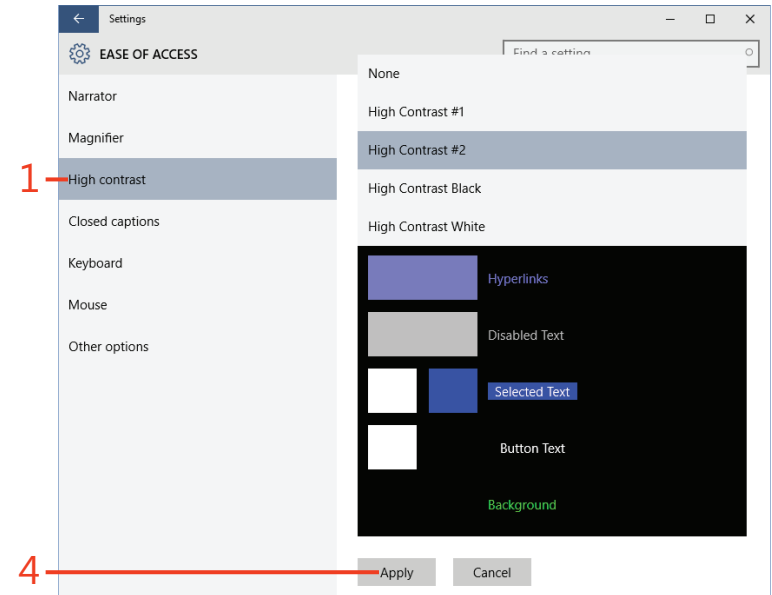 Settings
EASE OF ACCESS
Find a setting
None
Narrator
High Contrast #1
Magnifier
High Contrast #2
1
High contrast
High Contrast Black
Closed captions
High Contrast White
Keyboard
Hyperlinks
Mouse
Disabled Text
Other options
Selected Text
Button Text
Background
4
Apply
Cancel